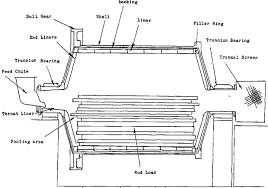 backing
Bull Gear
Shell
Liner
Filler Ring
End Liners
Trunnion Bearing
Trunnion Bearing
Trommel Screen
Feed Chute
Throat Liner
Pooling Area
Rod Load